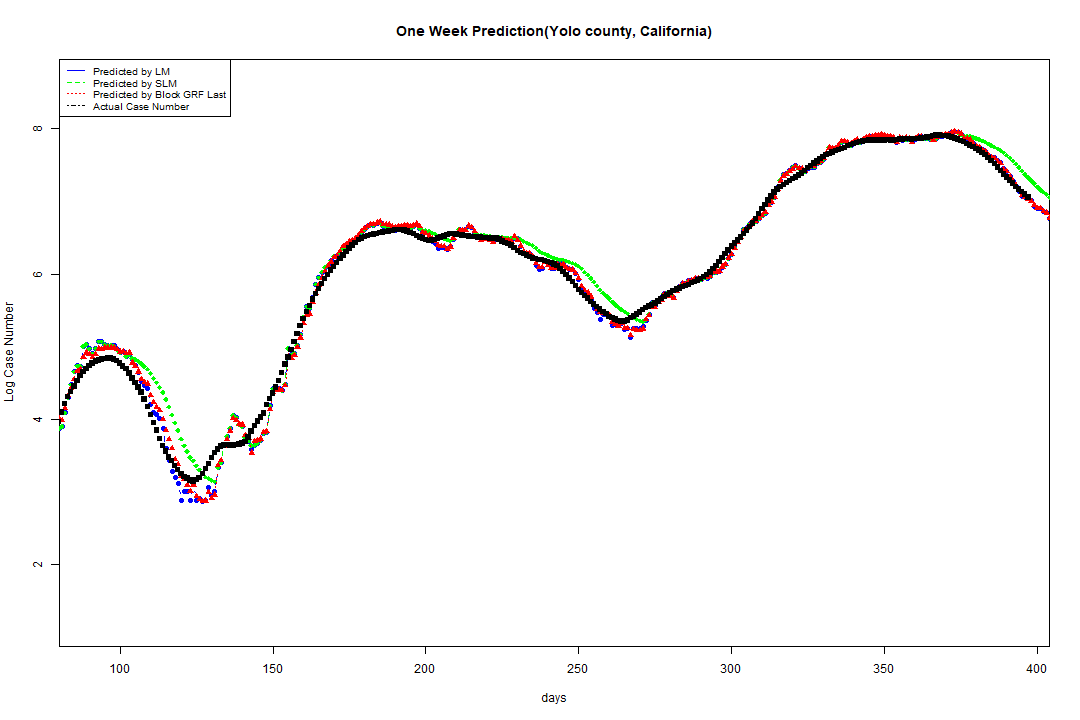 One Week Prediction(Yolo county, California)
Predicted by LM
Predicted by SLM
Predicted by Block GRF Last
Actual Case Number
8
6
4
2
Log Case Number
100 150 200 250 300 350 400
days